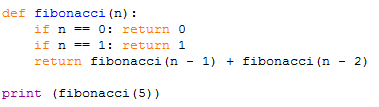 def fibonacci(n):
    if n == 0: return 0
    if n == 1: return 1
    return fibonacci(n - 1) + fibonacci(n - 2)

print (fibonacci(5))